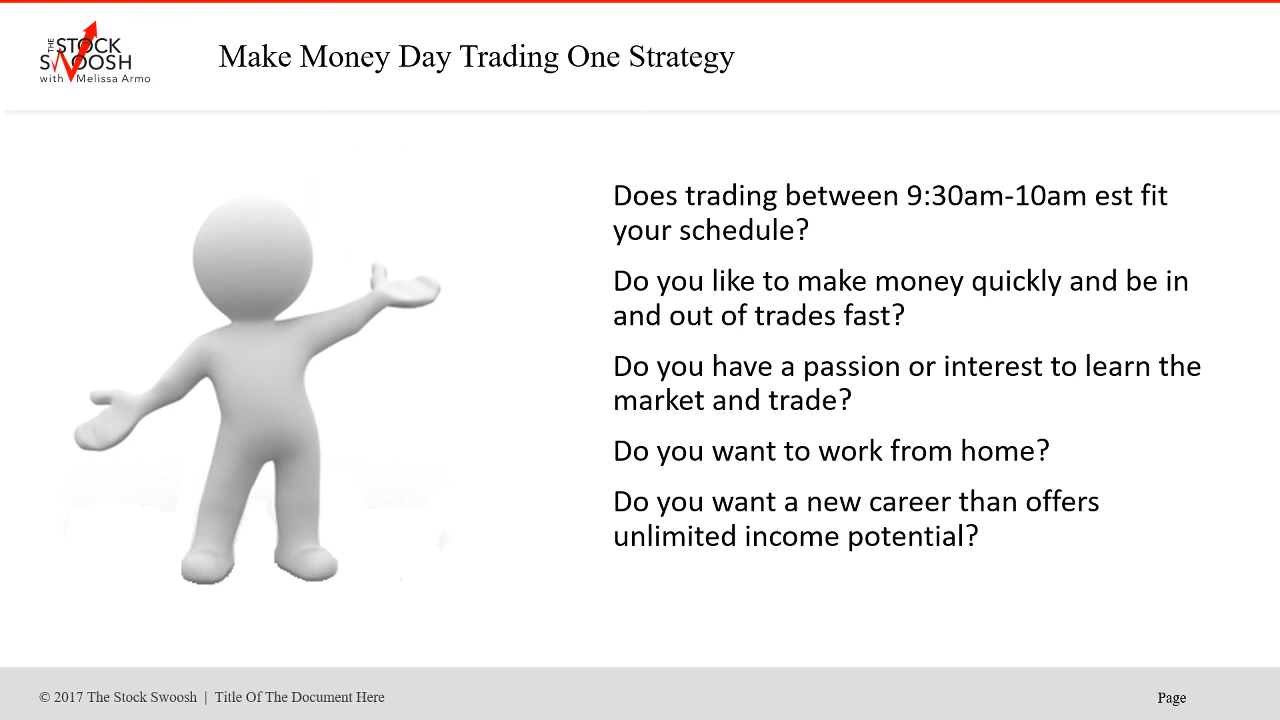 THE STOCK
SWOOSH
with Melissa Armo
Make Money Day Trading One Strategy
Does trading between 9:30am-10am est fit
your schedule?
Do you like to make money quickly and be in
and out of trades fast?
Do you have a passion or interest to learn the
market and trade?
Do you want to work from home?
Do you want a new career than offers
unlimited income potential?
© 2017 The Stock Swoosh | Title Of The Document Here
Page